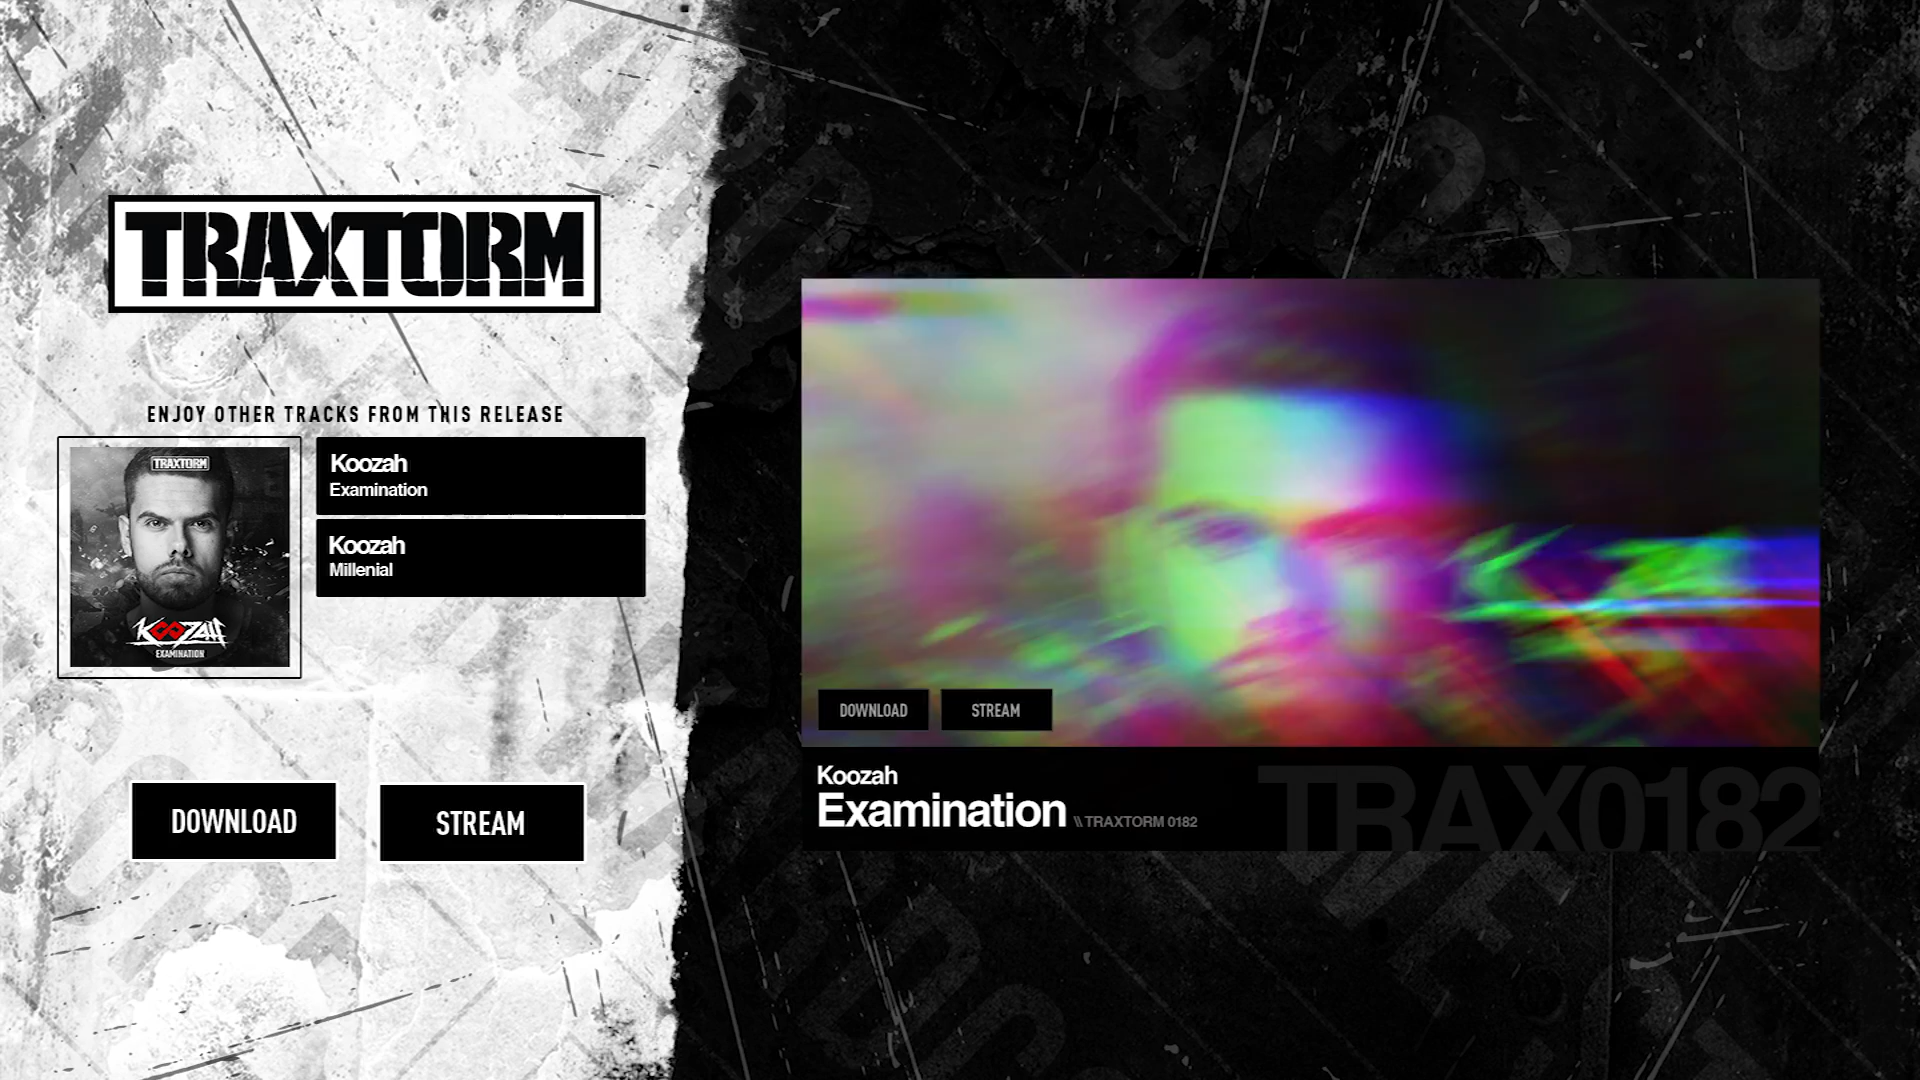 TRAXTORM
ENJOY OTHER TRACKS FROM THIS RELEASE
TRAXTORM
KOOZAH
EXAMINATION
Koozah
Examination
Koozah
Millenial
DOWNLOAD
STREAM
DOWNLOAD
STREAM
Koozah
Examination \\ TRAXTORM 0182
TRAX0182